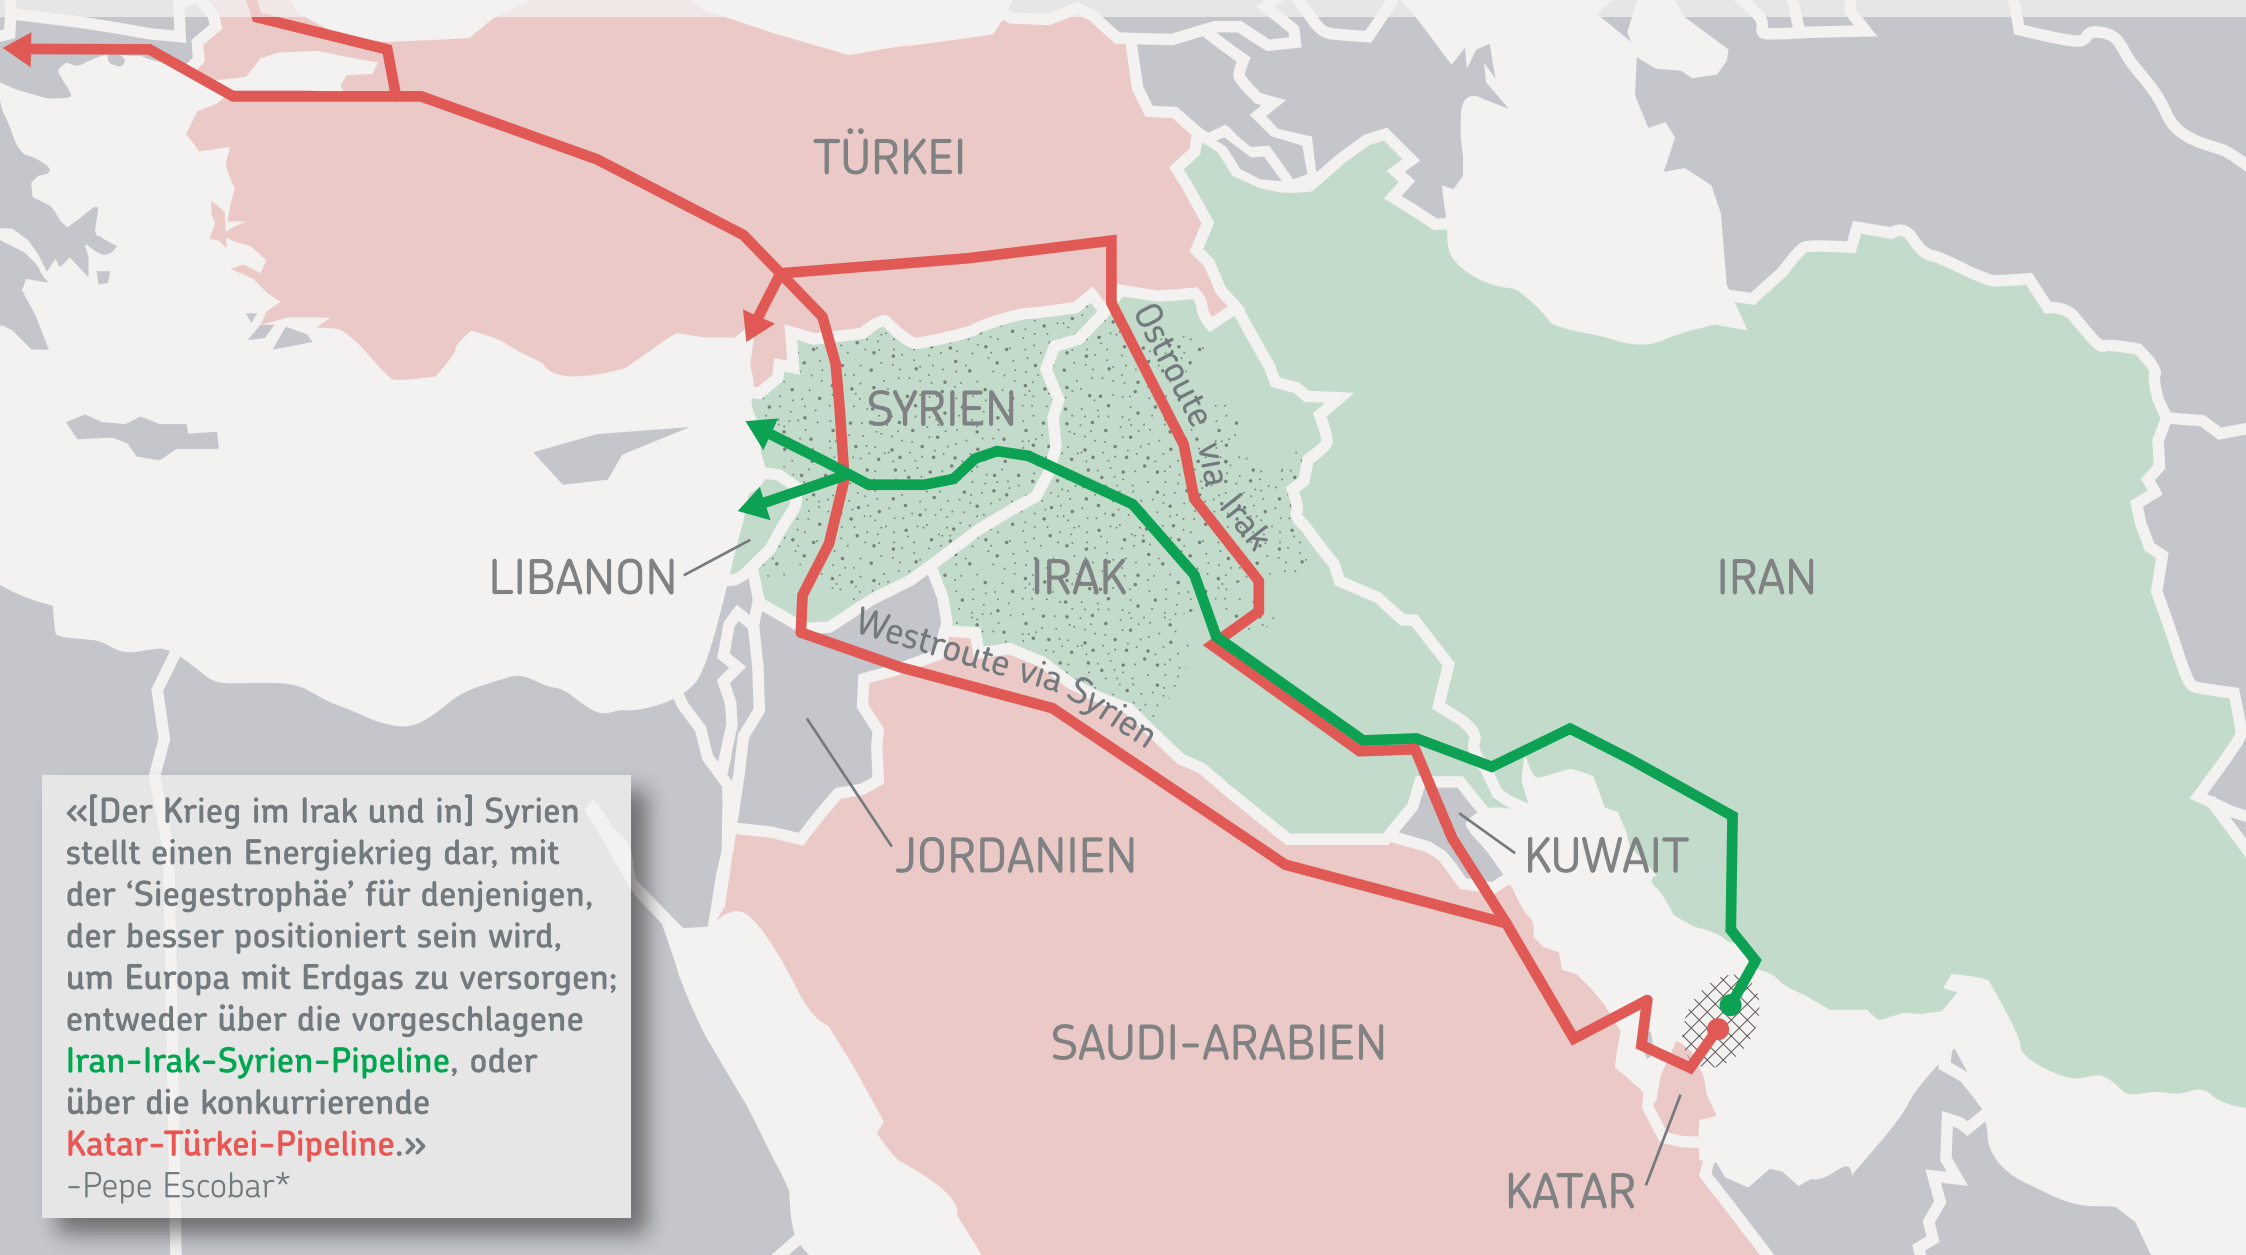 TÜRKEI
Ostroute via Irak
SYRIEN
LIBANON
IRAK
IRAN
Westroute via Syrien
«[Der Krieg im Irak und in] Syrien
stellt einen Energiekrieg dar, mit
der ‘Siegestrophäe’ für denjenigen,
der besser positioniert sein wird,
um Europa mit Erdgas zu versorgen;
entweder über die vorgeschlagene
Iran-Irak-Syrien-Pipeline, oder
über die konkurrierende
Katar-Türkei-Pipeline.»
-Pepe Escobar*
JORDANIEN
KUWAIT
SAUDI-ARABIEN
KATAR